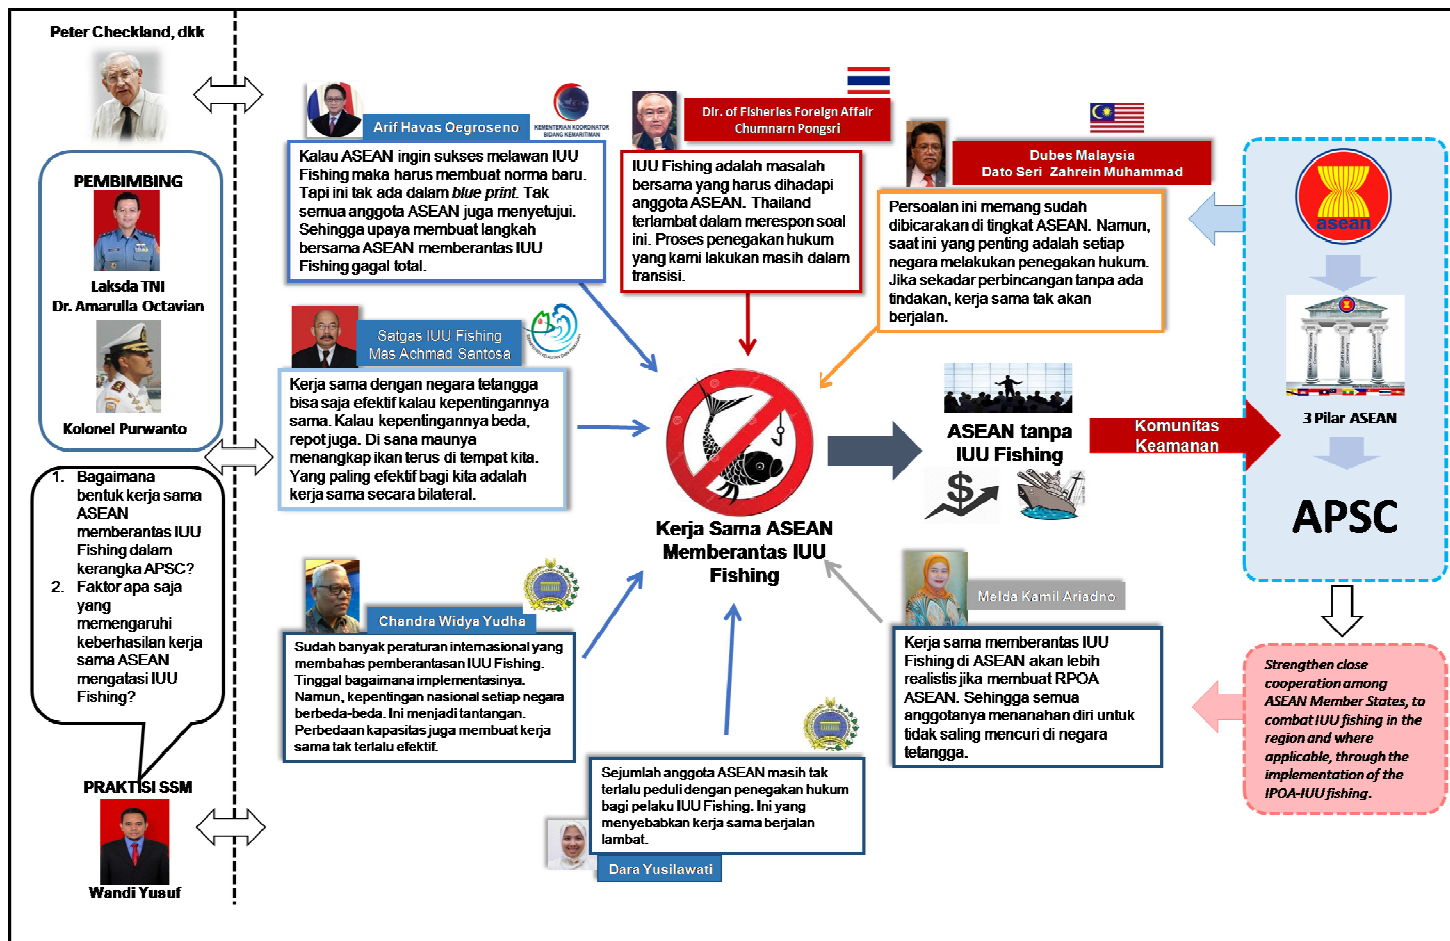 Peter Checkland, dkk
PEMBIMBING
Laksda TNI
Dr. Amarulla Octavian
Kolonel Purwanto
1. Bagaimana
bentuk kerja sama
ASEAN
memberantas IUU
Fishing dalam
kerangka APSC?
2. Faktor apa saja
yang
memengaruhi
keberhasilan kerja
sama ASEAN
mengatasi IUU
Fishing?
PRAKTISI SSM
Wandi Yusuf
Arif Havas Oegroseno
KEMENTERIAN KOORDINATOR
BIDANG KEMARITIMAN
Kalau ASEAN ingin sukses melawan IUU
Fishing maka harus membuat norma baru.
Tapi ini tak ada dalam blue print. Tak
semua anggota ASEAN juga menyetujui.
Sehingga upaya membuat langkah
bersama ASEAN memberantas IUU
Fishing gagal total.
Dir. of Fisheries Foreign Affair
Chumnarn Pongsri
IUU Fishing adalah masalah
bersama yang harus dihadapi
anggota ASEAN. Thailand
terlambat dalam merespon soal
ini. Proses penegakan hukum
yang kami lakukan masih dalam
transisi.
Dubes Malaysia
Dato Seri Zahrein Muhammad
Persoalan ini memang sudah
dibicarakan di tingkat ASEAN. Namun,
saat ini yang penting adalah setiap
negara melakukan penegakan hukum.
Jika sekadar perbincangan tanpa ada
tindakan, kerja sama tak akan
berjalan.
Satgas IUU Fishing
Mas Achmad Santosa
Kerja sama dengan negara tetangga
bisa saja efektif kalau kepentingannya
sama. Kalau kepentingannya beda,
repot juga. Di sana maunya
menangkap ikan terus di tempat kita.
Yang paling efektif bagi kita adalah
kerja sama secara bilateral.
Kerja Sama ASEAN
Memberantas IUU
Fishing
ASEAN tanpa
IUU Fishing
Komunitas
Keamanan
asean
3 Pilar ASEAN
APSC
Chandra Widya Yudha
Sudah banyak peraturan internasional yang
membahas pemberantasan IUU Fishing.
Tinggal bagaimana implementasinya.
Namun, kepentingan nasional setiap negara
berbeda-beda. Ini menjadi tantangan.
Perbedaan kapasitas juga membuat kerja
sama tak terlalu efektif.
Sejumlah anggota ASEAN masih tak
terlalu peduli dengan penegakan hukum
bagi pelaku IUU Fishing. Ini yang
menyebabkan kerja sama berjalan
lambat.
Dara Yusilawati
Melda Kamil Ariadno
Kerja sama memberantas IUU
Fishing di ASEAN akan lebih
realistis jika membuat RPOA
ASEAN. Sehingga semua
anggotanya menanahan diri untuk
tidak saling mencuri di negara
tetangga.
Strengthen close
cooperation among
ASEAN Member States, to
combat IUU fishing in the
region and where
applicable, through the
implementation of the
IPOA-IUU fishing.